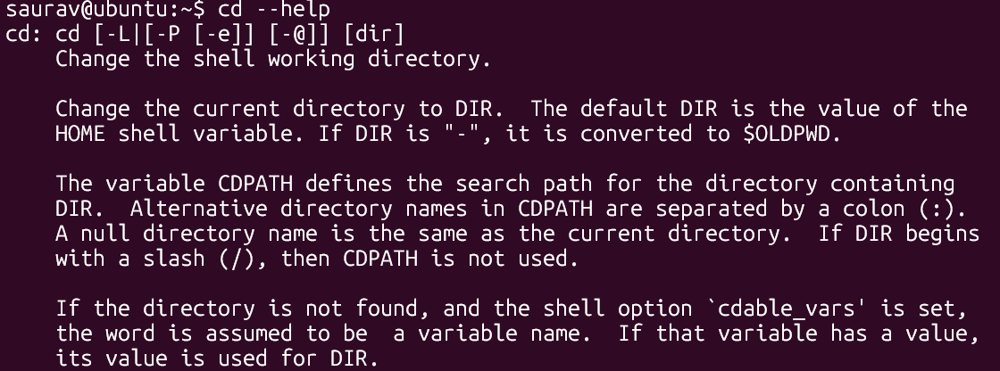 saurav@ubuntu:~$ cd --help
cd: cd [-L|[-P [-e]] [-@]] [dir]
    Change the shell working directory.

    Change the current directory to DIR.  The default DIR is the value of the
    HOME shell variable. If DIR is "-", it is converted to $OLDPWD.

    The variable CDPATH defines the search path for the directory containing
    DIR.  Alternative directory names in CDPATH are separated by a colon (:).
    A null directory name is the same as the current directory.  If DIR begins
    with a slash (/), then CDPATH is not used.

    If the directory is not found, and the shell option `cdable_vars' is set,
    the word is assumed to be  a variable name.  If that variable has a value,
    its value is used for DIR.